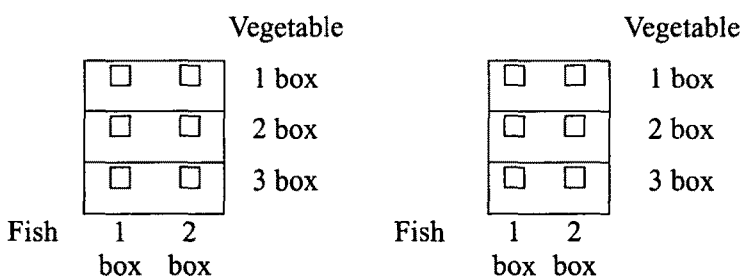 Vegetable Vegetable
1 box 1 box
2 box 2 box
3 box 3 box
Fish 1 2 Fish 1 2
box box box box